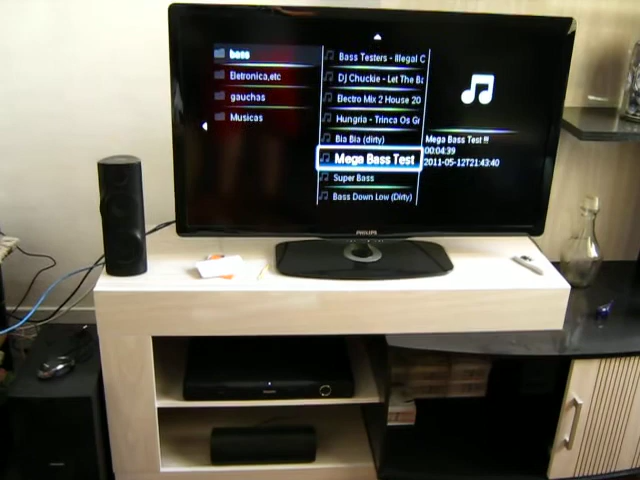 bass
Eletronica,etc
gauchas
Musicas
Bass Testers - Illegal C
DJ Chuckie - Let The Ba
Electro Mix 2 House 20
Hungria - Trinca Os Gr
Bla Bla (dirty)
Mega Bass Test
Super Bass
Bass Down Low (Dirty)
Mega Bass Test !!!
00:04:39
2011-05-12T21:43:40
PHILIPS